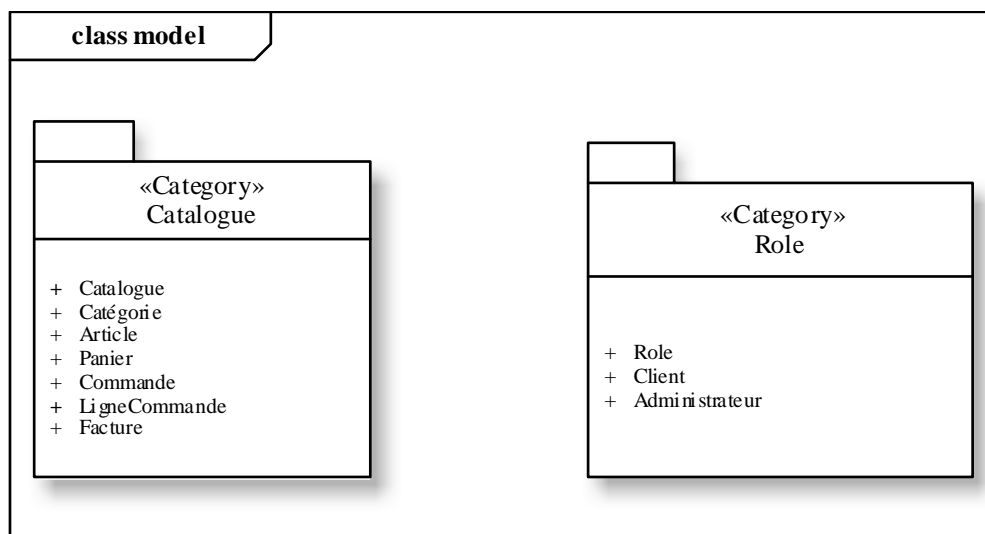 class model
«Category»
Catalogue
+ Catalogue
+ Catégorie
+ Article
+ Panier
+ Commande
+ LigneCommande
+ Facture
«Category»
Role
+ Role
+ Client
+ Administrateur